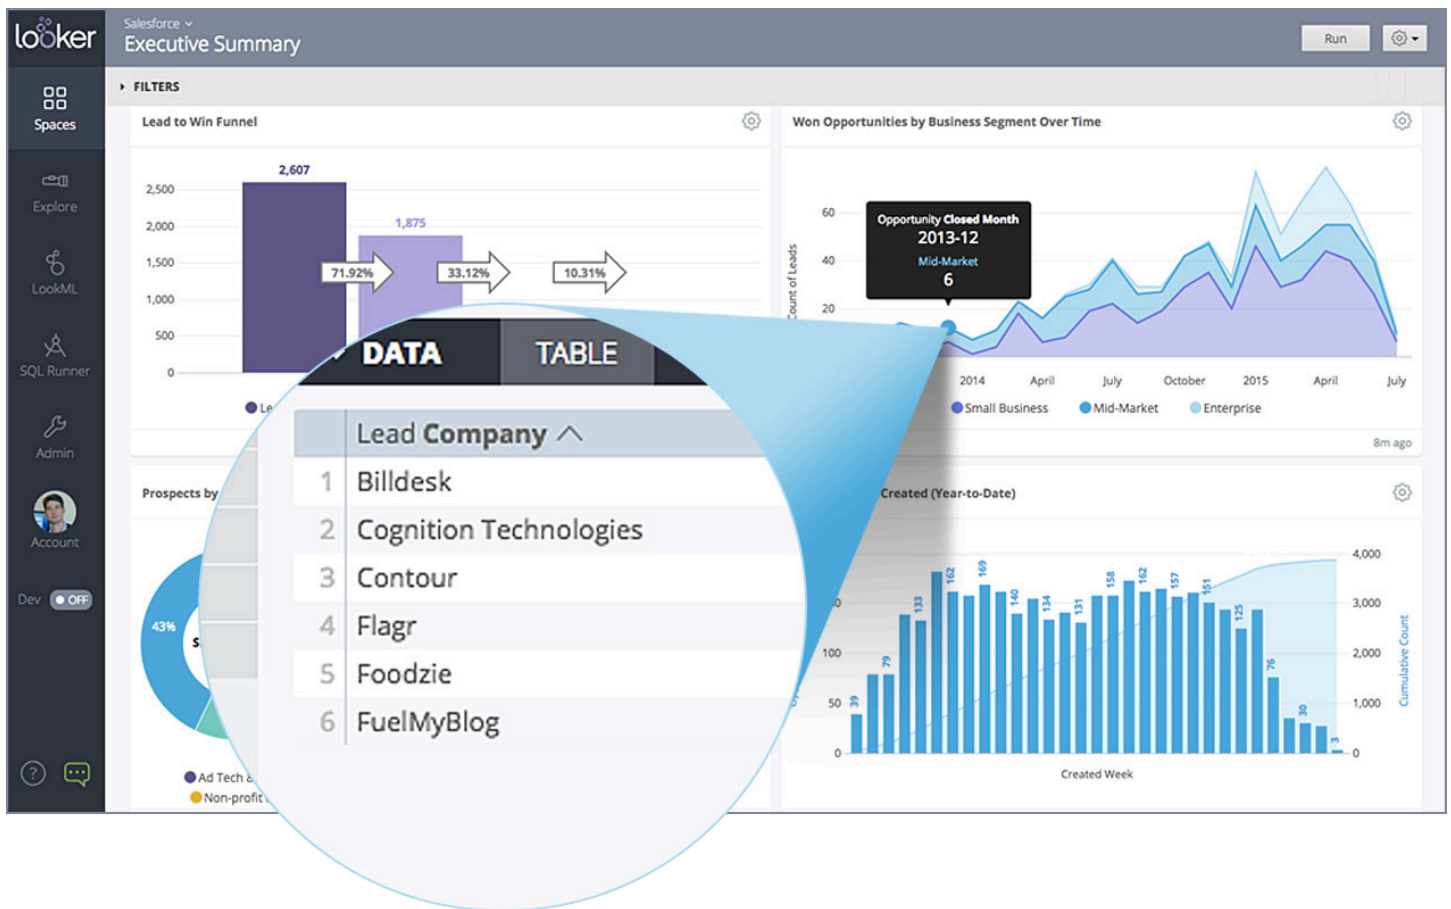 looker
Salesforce
Executive Summary
Run
FILTERS
Spaces
Explore
LookML
SQL Runner
Admin
Account
Dev OFF
Lead to Win Funnel
2,607
1,875
2,500
2,000
1,500
1,000
500
0
71.92%
33.12%
10.31%
Won Opportunities by Business Segment Over Time
Count of Leads
60
40
20
Opportunity Closed Month
2013-12
Mid-Market
6
2014 April July October 2015 April July
Small Business Mid-Market Enterprise
8m ago
DATA TABLE
Lead Company
1 Billdesk
2 Cognition Technologies
3 Contour
4 Flagr
5 Foodzie
6 FuelMyBlog
Prospects by
43%
$
Ad Tech &
Non-profit
Created (Year-to-Date)
100
50
0
39
79
133
162
169
140
134
131
158
162
157
151
125
76
30
3
4,000
3,000
2,000
1,000
0
Cumulative Count
Created Week
?